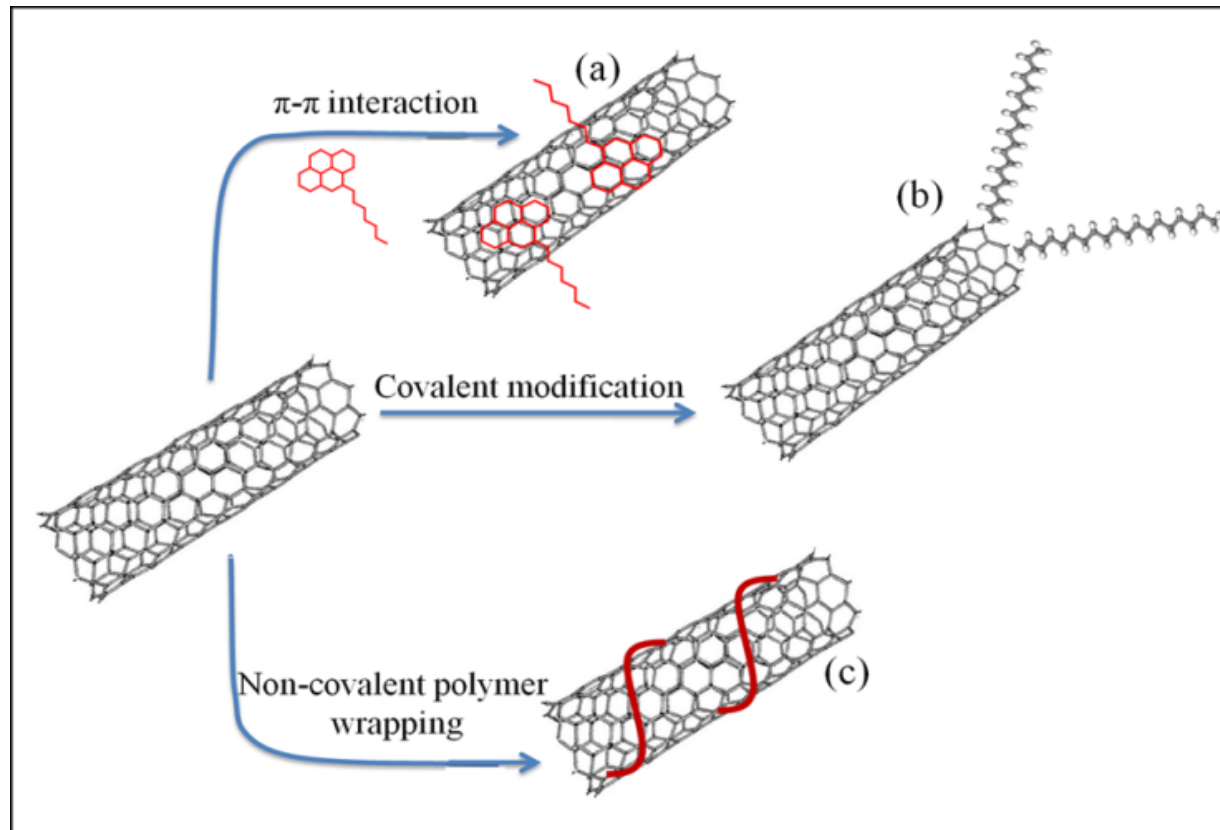 (a)
π-π interaction
(b)
Covalent modification
Non-covalent polymer
wrapping
(c)